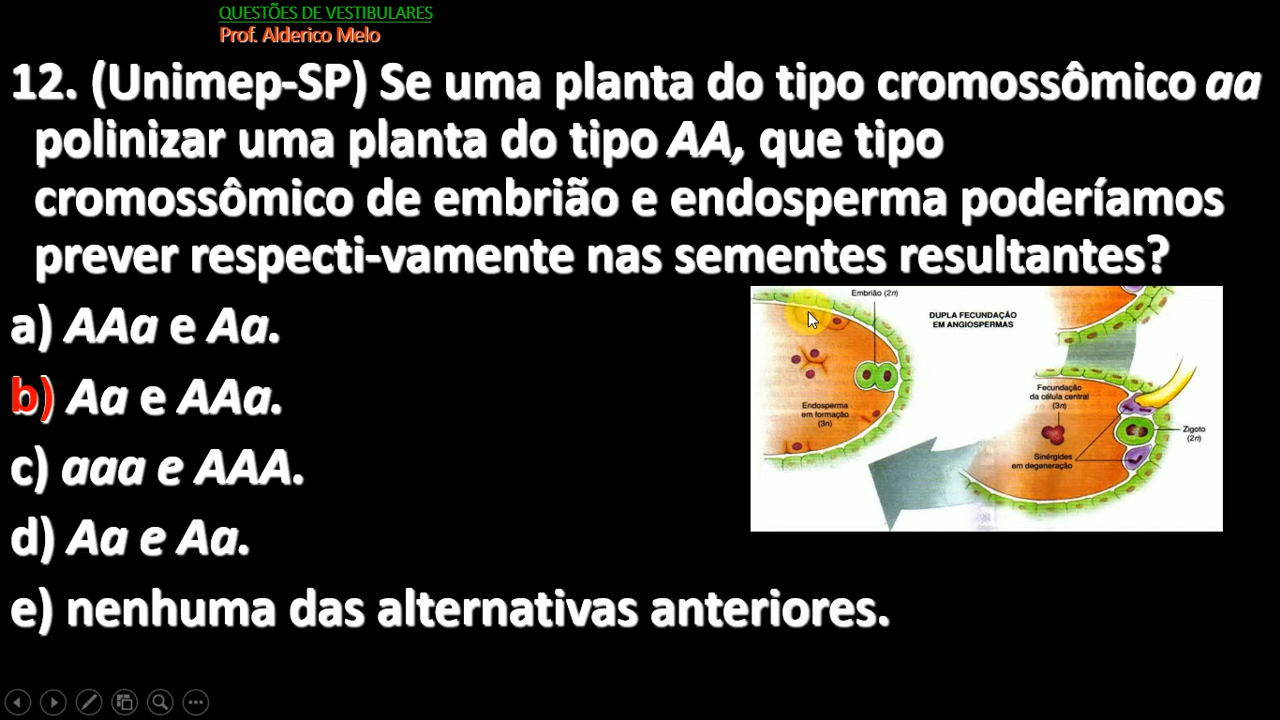 QUESTÕES DE VESTIBULARES
Prof. Alderico Melo
12. (Unimep-SP) Se uma planta do tipo cromossômico aa
polinizar uma planta do tipo AA, que tipo
cromossômico de embrião e endosperma poderíamos
prever respecti-vamente nas sementes resultantes?
a) AAa e Aa.
b) Aa e AAa.
c) aaa e AAA.
d) Aa e Aa.
e) nenhuma das alternativas anteriores.
Embrião (2n)
DUPLA FECUNDAÇÃO
EM ANGIOSPERMAS
Endosperma
em formação
(3n)
Fecundação
da célula central
(3n)
Zigoto
(2n)
Sinérgides
em degeneração